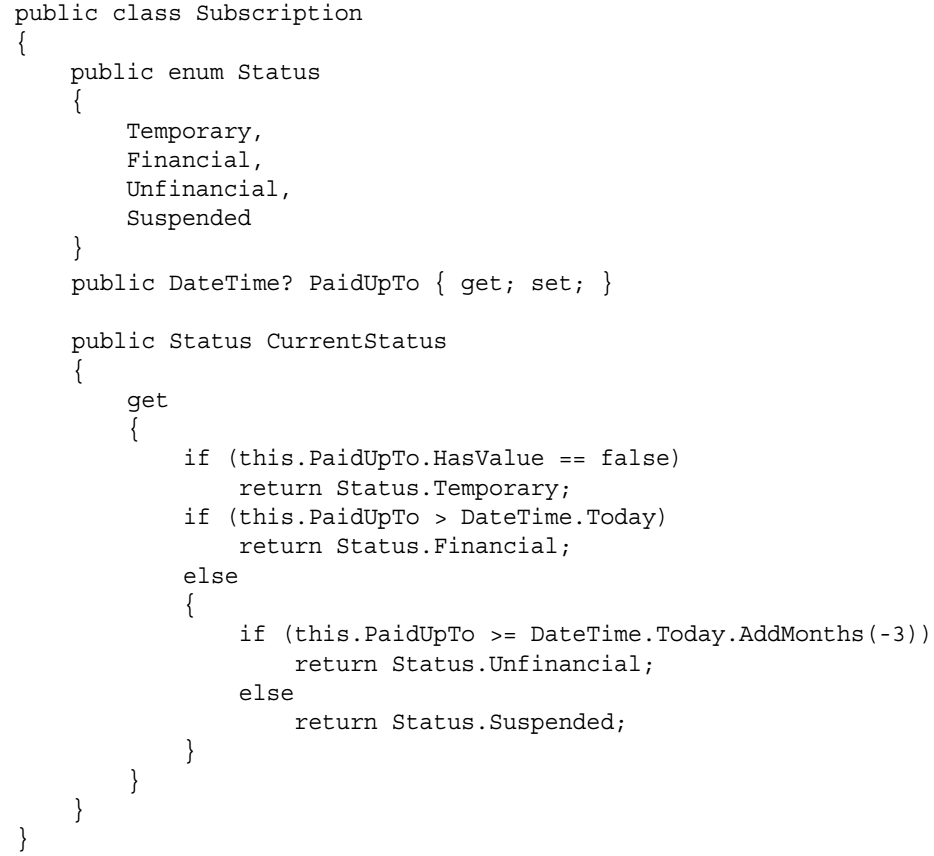 public class Subscription
{
    public enum Status
    {
        Temporary,
        Financial,
        Unfinancial,
        Suspended
    }
    public DateTime? PaidUpTo { get; set; }

    public Status CurrentStatus
    {
        get
        {
            if (this.PaidUpTo.HasValue == false)
                return Status.Temporary;
            if (this.PaidUpTo > DateTime.Today)
                return Status.Financial;
            else
            {
                if (this.PaidUpTo >= DateTime.Today.AddMonths(-3))
                    return Status.Unfinancial;
                else
                    return Status.Suspended;
            }
        }
    }
}